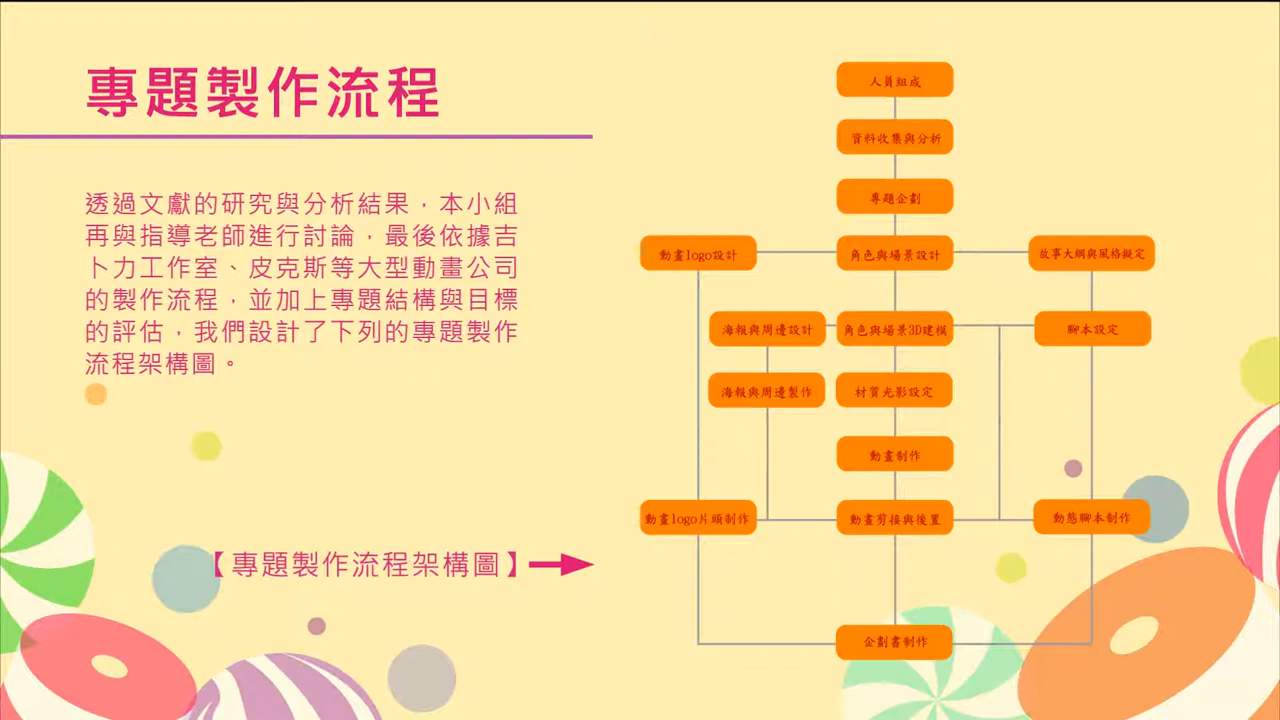 專題製作流程
透過文獻的研究與分析結果，本小組
再與指導老師進行討論，最後依據吉
卜力工作室、皮克斯等大型動畫公司
的製作流程，並加上專題結構與目標
的評估，我們設計了下列的專題製作
流程架構圖。
【專題製作流程架構圖】
人員組成
資料收集與分析
專題企劃
動畫logo設計
角色與場景設計
故事大綱與風格擬定
海報與周邊設計
角色與場景3D建模
腳本設定
海報與周邊製作
材質光影設定
動畫制作
動畫logo片頭制作
動畫剪接與後置
動態腳本制作
企劃書制作